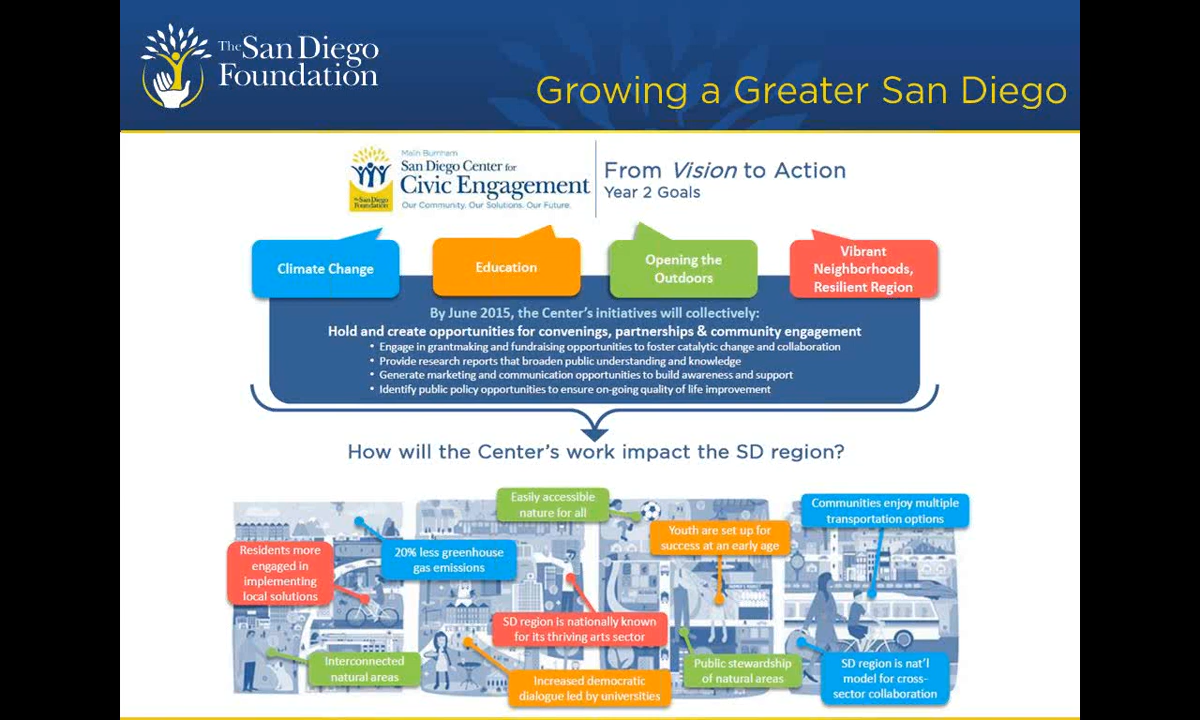 The San Diego
Foundation
Growing a Greater San Diego
Malin Burnham
San Diego Center for
Civic Engagement
Our Community. Our Solutions. Our Future.
The San Diego
Foundation
From Vision to Action
Year 2 Goals
Climate Change
Education
Opening the
Outdoors
Vibrant
Neighborhoods,
Resilient Region
By June 2015, the Center's initiatives will collectively:
Hold and create opportunities for convenings, partnerships & community engagement
• Engage in grantmaking and fundraising opportunities to foster catalytic change and collaboration
• Provide research reports that broaden public understanding and knowledge
• Generate marketing and communication opportunities to build awareness and support
• Identify public policy opportunities to ensure on-going quality of life improvement
How will the Center's work impact the SD region?
Easily accessible
nature for all
Communities enjoy multiple
transportation options
Youth are set up for
success at an early age
Residents more
engaged in
implementing
local solutions
20% less greenhouse
gas emissions
SD region is nationally known
for its thriving arts sector
Interconnected
natural areas
Public stewardship
of natural areas
SD region is nat'l
model for cross-
sector collaboration
Increased democratic
dialogue led by universities